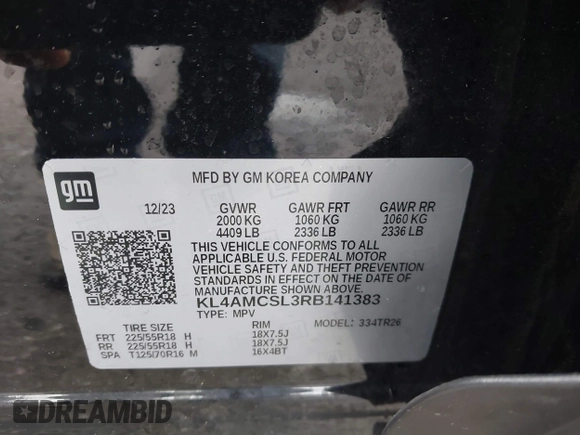 gm
MFD BY GM KOREA COMPANY
12/23 GVWR GAWR FRT GAWR RR
2000 KG 1060 KG 1060 KG
4409 LB 2336 LB 2336 LB
THIS VEHICLE CONFORMS TO ALL
APPLICABLE U.S. FEDERAL MOTOR
VEHICLE SAFETY AND THEFT PREVENTION
STANDARDS IN EFFECT ON THE DATE OF
MANUFACTURE SHOWN ABOVE.
KL4AMCSL3RB141383
TYPE: MPV
TIRE SIZE RIM MODEL: 334TR26
FRT 225/55R18 H 18X7.5J
RR 225/55R18 H 18X7.5J
SPA T125/70R16 M 16X4BT
DREAMBID